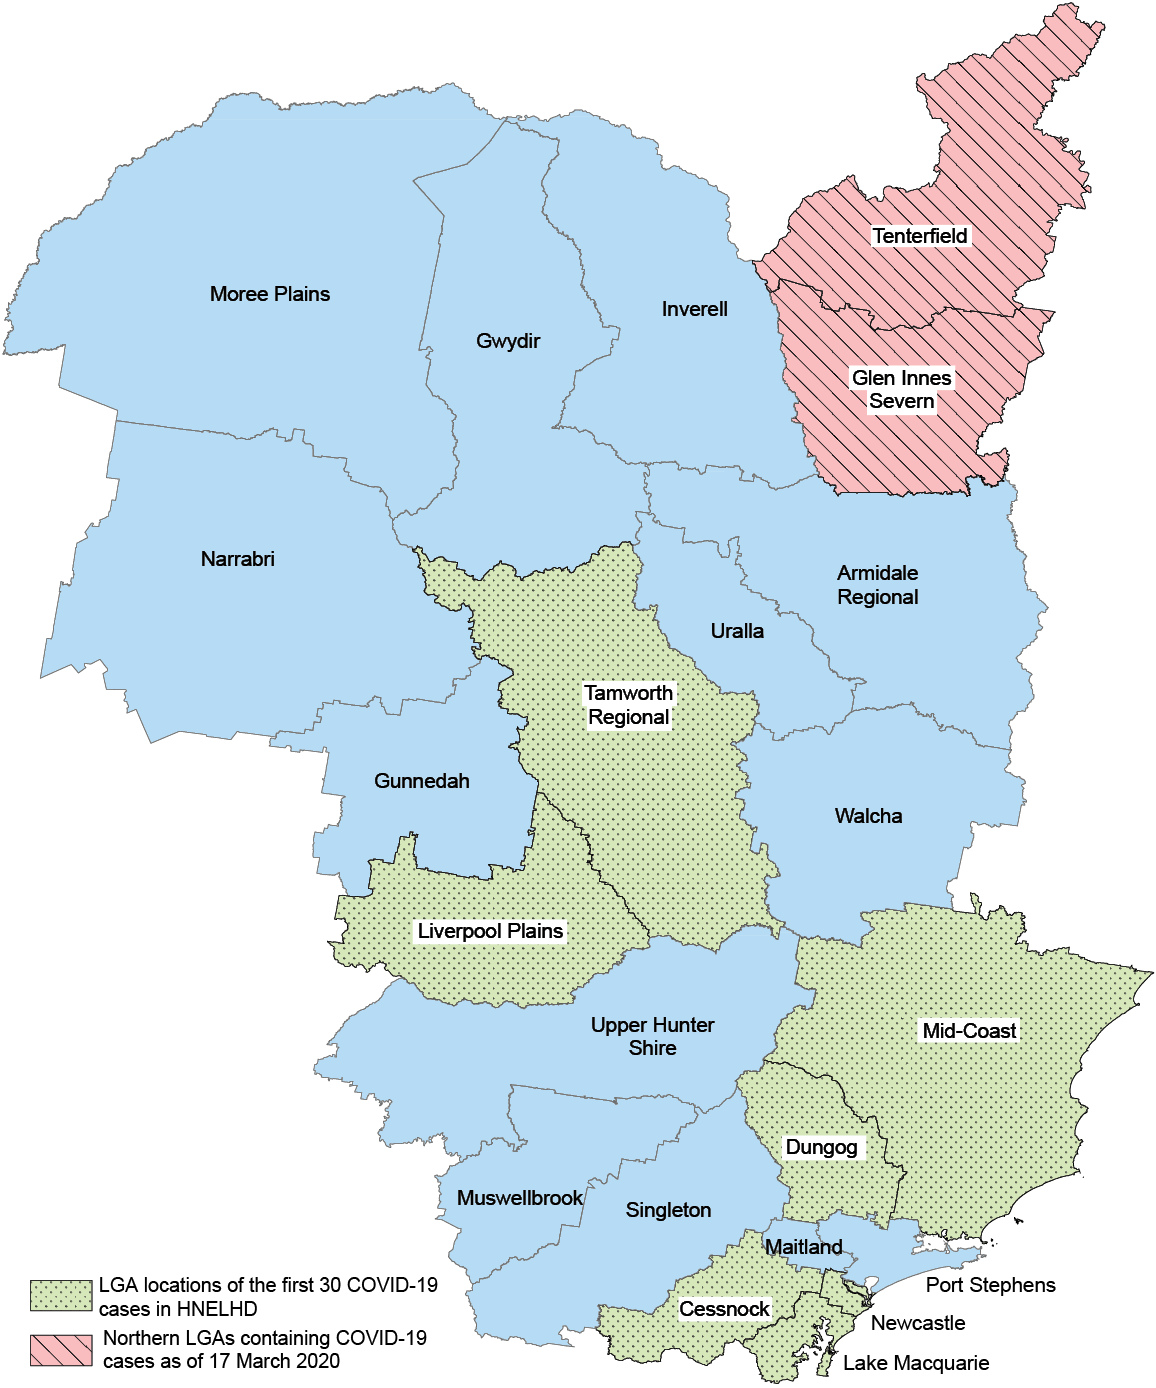 Tenterfield
Moree Plains
Inverell
Gwydir
Glen Innes
Severn
Narrabri
Armidale
Regional
Uralla
Tamworth
Regional
Gunnedah
Walcha
Liverpool Plains
Upper Hunter
Shire
Mid-Coast
Dungog
Muswellbrook
Singleton
Maitland
Port Stephens
Cessnock
Newcastle
Lake Macquarie
LGA locations of the first 30 COVID-19
cases in HNELHD
Northern LGAs containing COVID-19
cases as of 17 March 2020